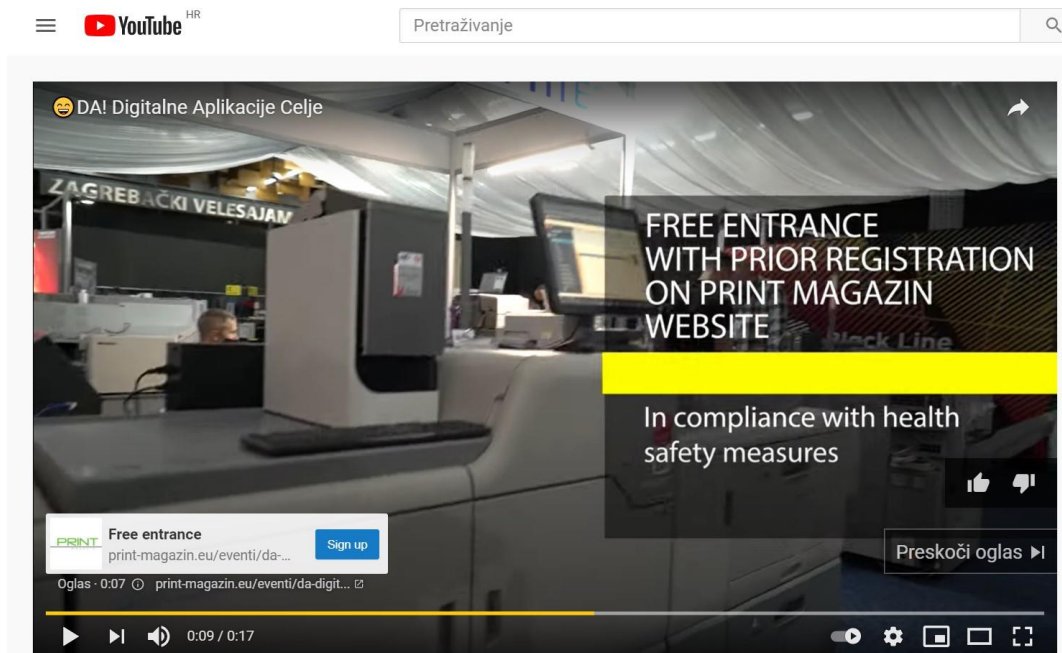 YouTube HR
Pretraživanje
😄DA! Digitalne Aplikacije Celje
ZAGREBAČKI VELESAJAM
FREE ENTRANCE
WITH PRIOR REGISTRATION
ON PRINT MAGAZIN
WEBSITE
Black Line
In compliance with health
safety measures
PRINT
Free entrance
print-magazin.eu/eventi/da-...
Sign up
Preskoči oglas
Oglas · 0:07 print-magazin.eu/eventi/da-digit...
0:09 / 0:17